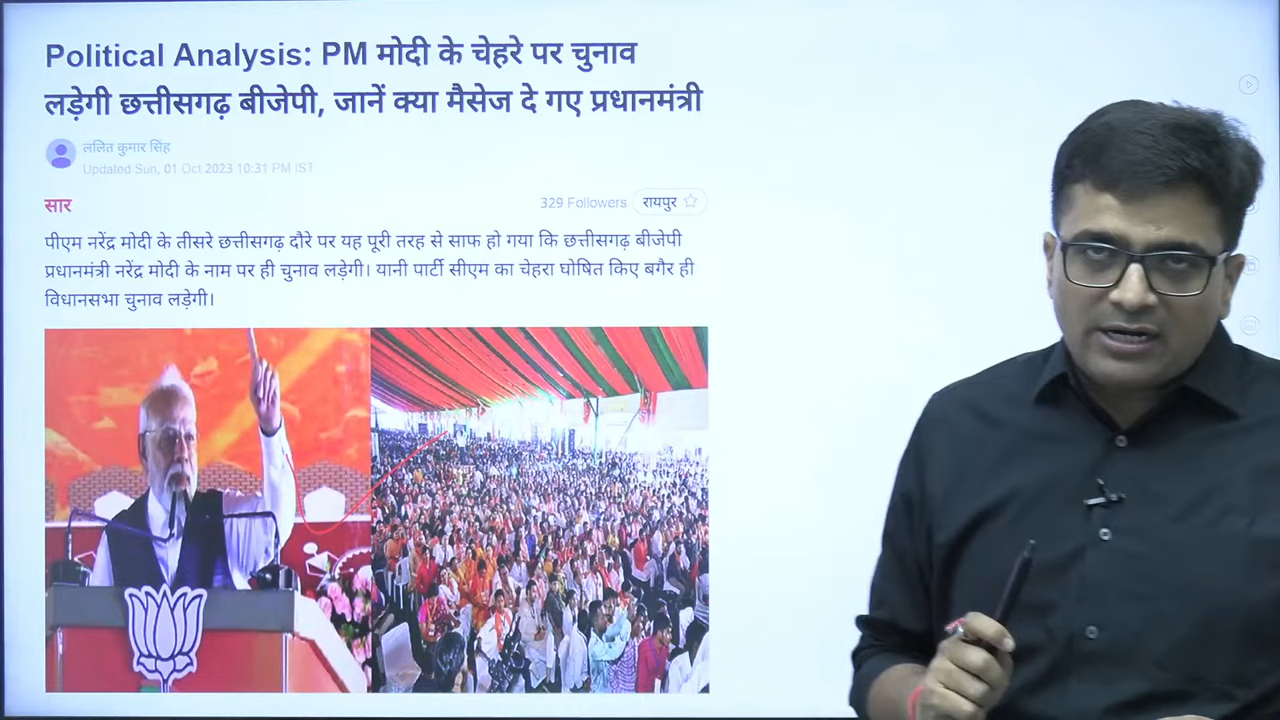 Political Analysis: PM मोदी के चेहरे पर चुनाव
लड़ेगी छत्तीसगढ़ बीजेपी, जानें क्या मैसेज दे गए प्रधानमंत्री
ललित कुमार सिंह
Updated Sun, 01 Oct 2023 10:31 PM IST
सार
329 Followers रायपुर
पीएम नरेंद्र मोदी के तीसरे छत्तीसगढ़ दौरे पर यह पूरी तरह से साफ हो गया कि छत्तीसगढ़ बीजेपी
प्रधानमंत्री नरेंद्र मोदी के नाम पर ही चुनाव लड़ेगी। यानी पार्टी सीएम का चेहरा घोषित किए बगैर ही
विधानसभा चुनाव लड़ेगी।